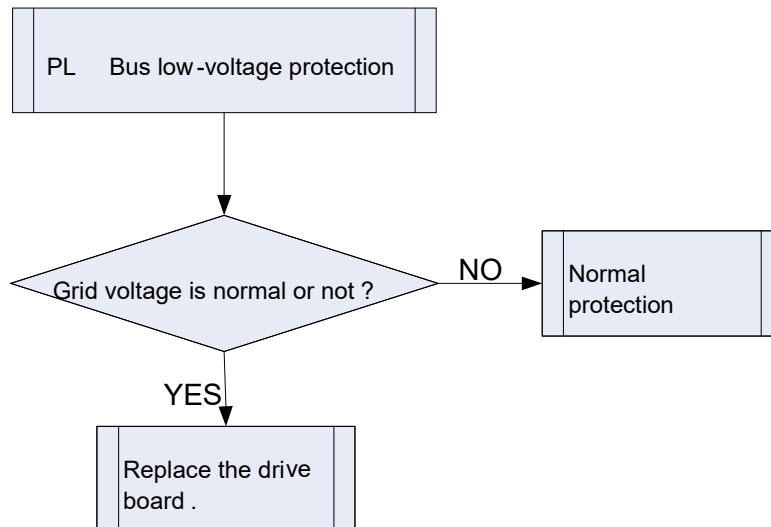 PL Bus low-voltage protection
Grid voltage is normal or not ?
NO
Normal
protection
YES
Replace the drive
board .